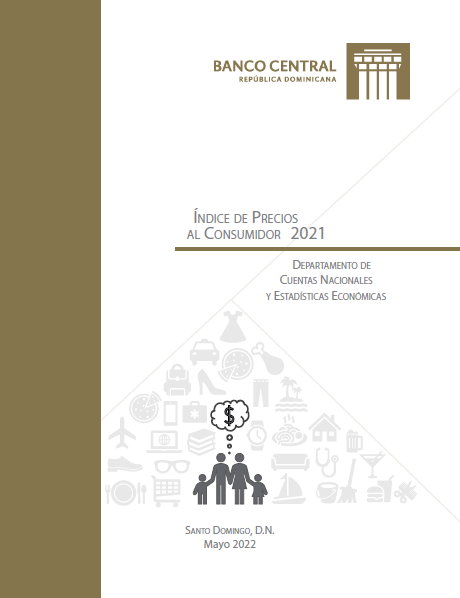 BANCO CENTRAL
REPÚBLICA DOMINICANA
ÍNDICE DE PRECIOS
AL CONSUMIDOR 2021
DEPARTAMENTO DE
CUENTAS NACIONALES
Y ESTADÍSTICAS ECONÓMICAS
$
SANTO DOMINGO, D.N.
Mayo 2022